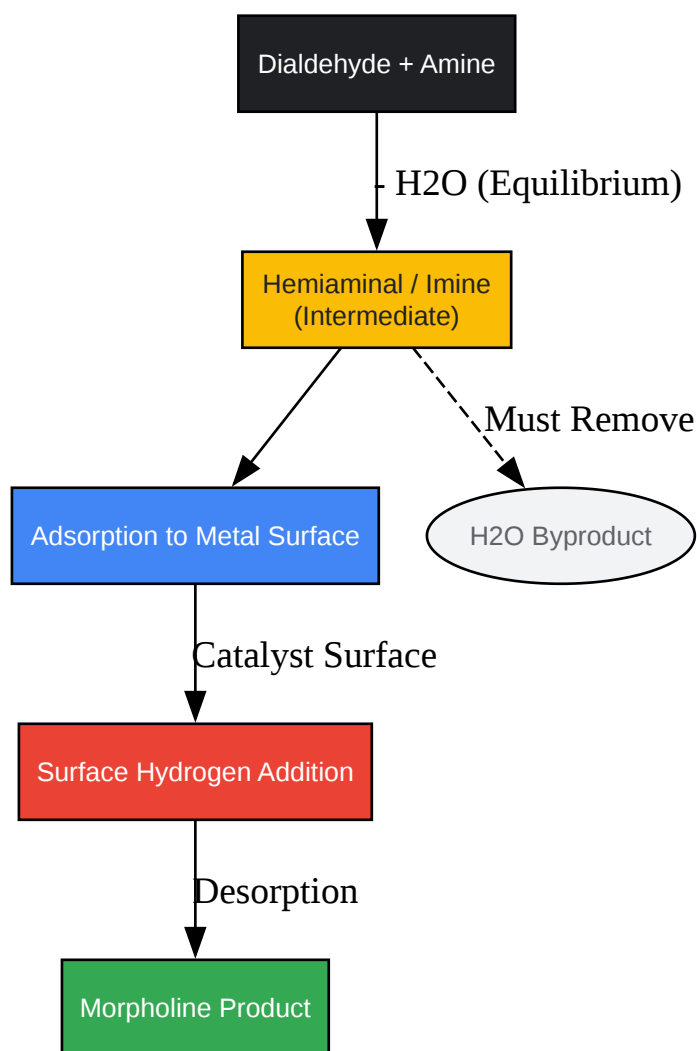 Dialdehyde + Amine
- H2O (Equilibrium)
Hemiaminal / Imine
(Intermediate)
Must Remove
Adsorption to Metal Surface
H2O Byproduct
Catalyst Surface
Surface Hydrogen Addition
Desorption
Morpholine Product